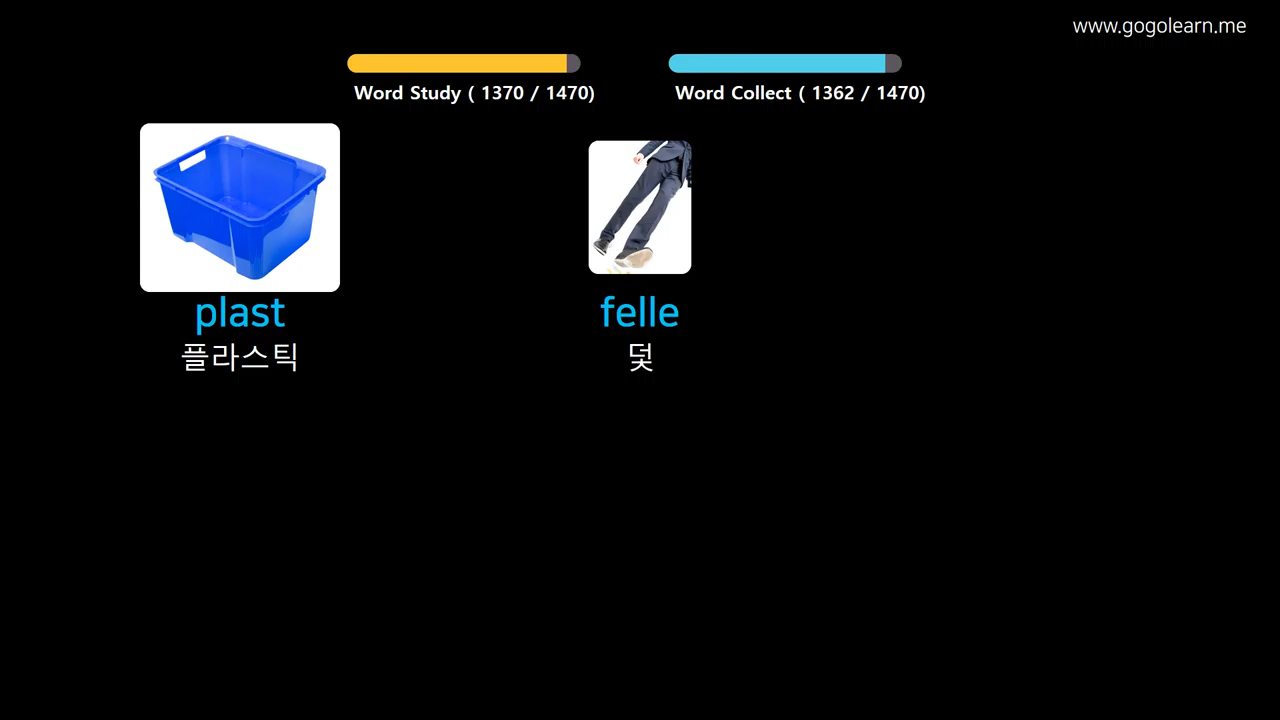 www.gogolearn.me
Word Study ( 1370 / 1470)
Word Collect ( 1362 / 1470)
plast
플라스틱
felle
덫